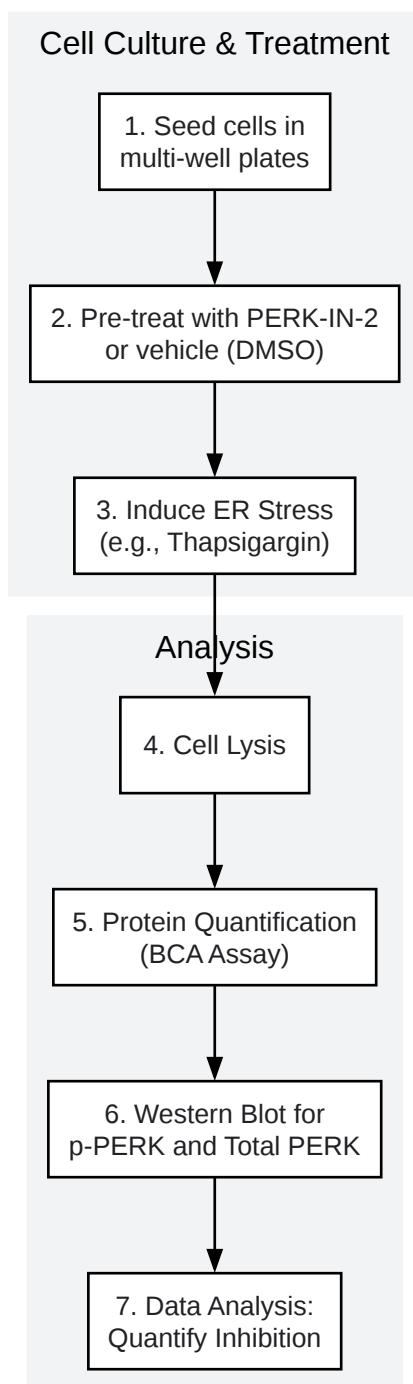 Cell Culture & Treatment
1. Seed cells in
multi-well plates
2. Pre-treat with PERK-IN-2
or vehicle (DMSO)
3. Induce ER Stress
(e.g., Thapsigargin)
Analysis
4. Cell Lysis
5. Protein Quantification
(BCA Assay)
6. Western Blot for
p-PERK and Total PERK
7. Data Analysis:
Quantify Inhibition